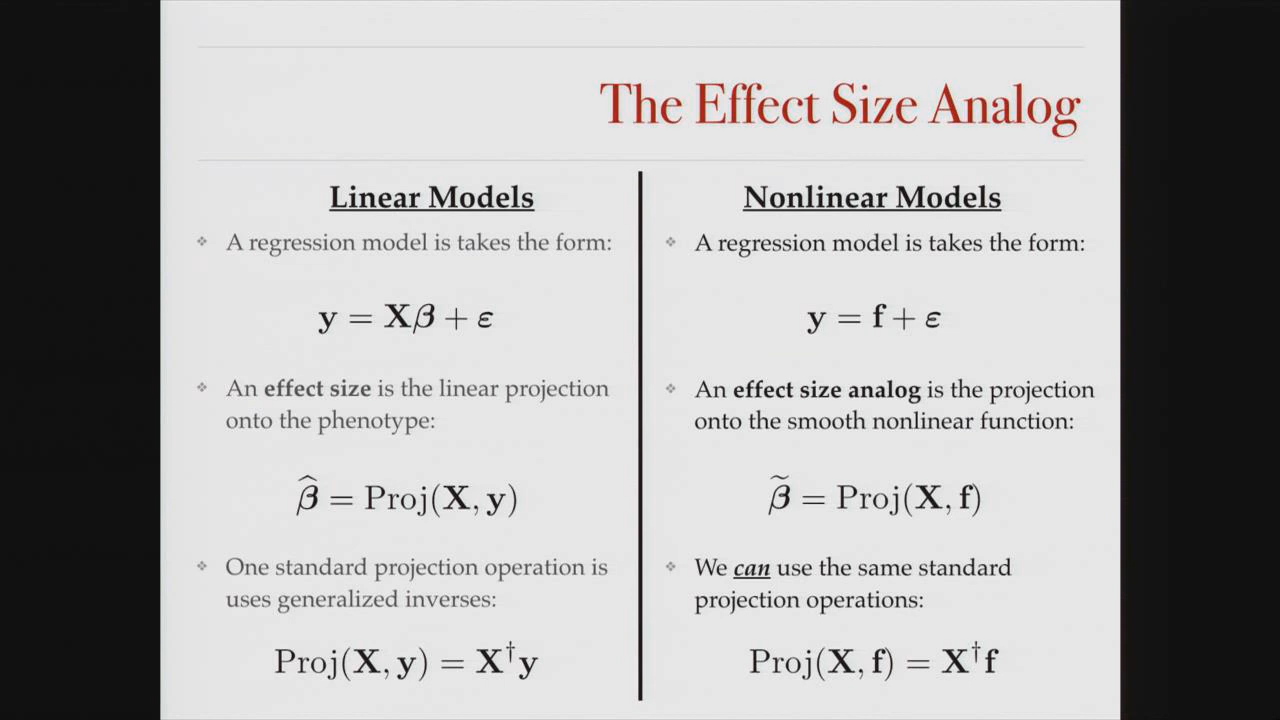 The Effect Size Analog
Linear Models
A regression model is takes the form:
y = Xβ + ε
An effect size is the linear projection
onto the phenotype:
β̂ = Proj(X, y)
One standard projection operation is
uses generalized inverses:
Proj(X, y) = X†y
Nonlinear Models
A regression model is takes the form:
y = f + ε
An effect size analog is the projection
onto the smooth nonlinear function:
β̃ = Proj(X, f)
We can use the same standard
projection operations:
Proj(X, f) = X†f